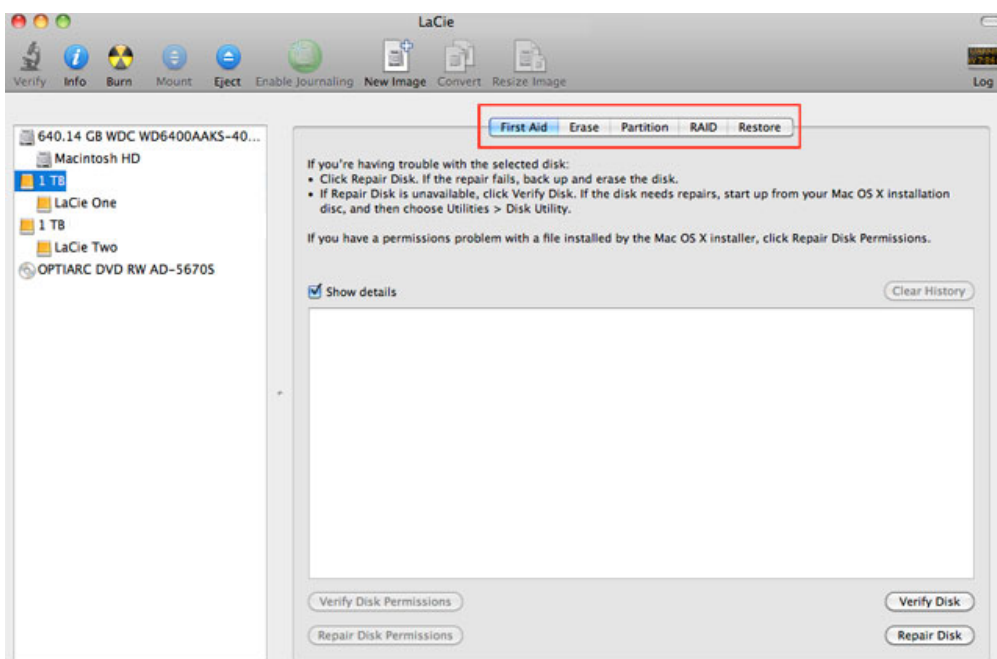 LaCie
Verify Info Burn Mount Eject Enable Journaling New Image Convert Resize Image Log
First Aid Erase Partition RAID Restore
640.14 GB WDC WD6400AAKS-40...
Macintosh HD
1 TB
LaCie One
1 TB
LaCie Two
OPTIARC DVD RW AD-5670S
If you're having trouble with the selected disk:
• Click Repair Disk. If the repair fails, back up and erase the disk.
• If Repair Disk is unavailable, click Verify Disk. If the disk needs repairs, start up from your Mac OS X installation
disc, and then choose Utilities > Disk Utility.
If you have a permissions problem with a file installed by the Mac OS X installer, click Repair Disk Permissions.
Show details Clear History
Verify Disk Permissions Verify Disk
Repair Disk Permissions Repair Disk